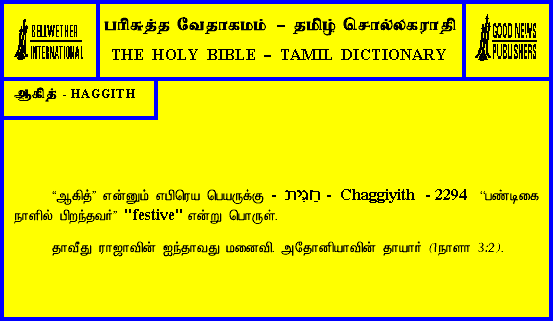 BELLWETHER
INTERNATIONAL
பரிசுத்த வேதாகமம் – தமிழ் சொல்லகராதி
THE HOLY BIBLE – TAMIL DICTIONARY
GOOD NEWS
PUBLISHERS
ஆகித் - HAGGITH
“ஆகித்” என்னும் எபிரெய பெயருக்கு - חַגִּית - Chaggiyith - 2294 “பண்டிகை
நாளில் பிறந்தவர்” "festive" என்று பொருள்.
தாவீது ராஜாவின் ஐந்தாவது மனைவி. அதோனியாவின் தாயார் (1நாளா 3:2).